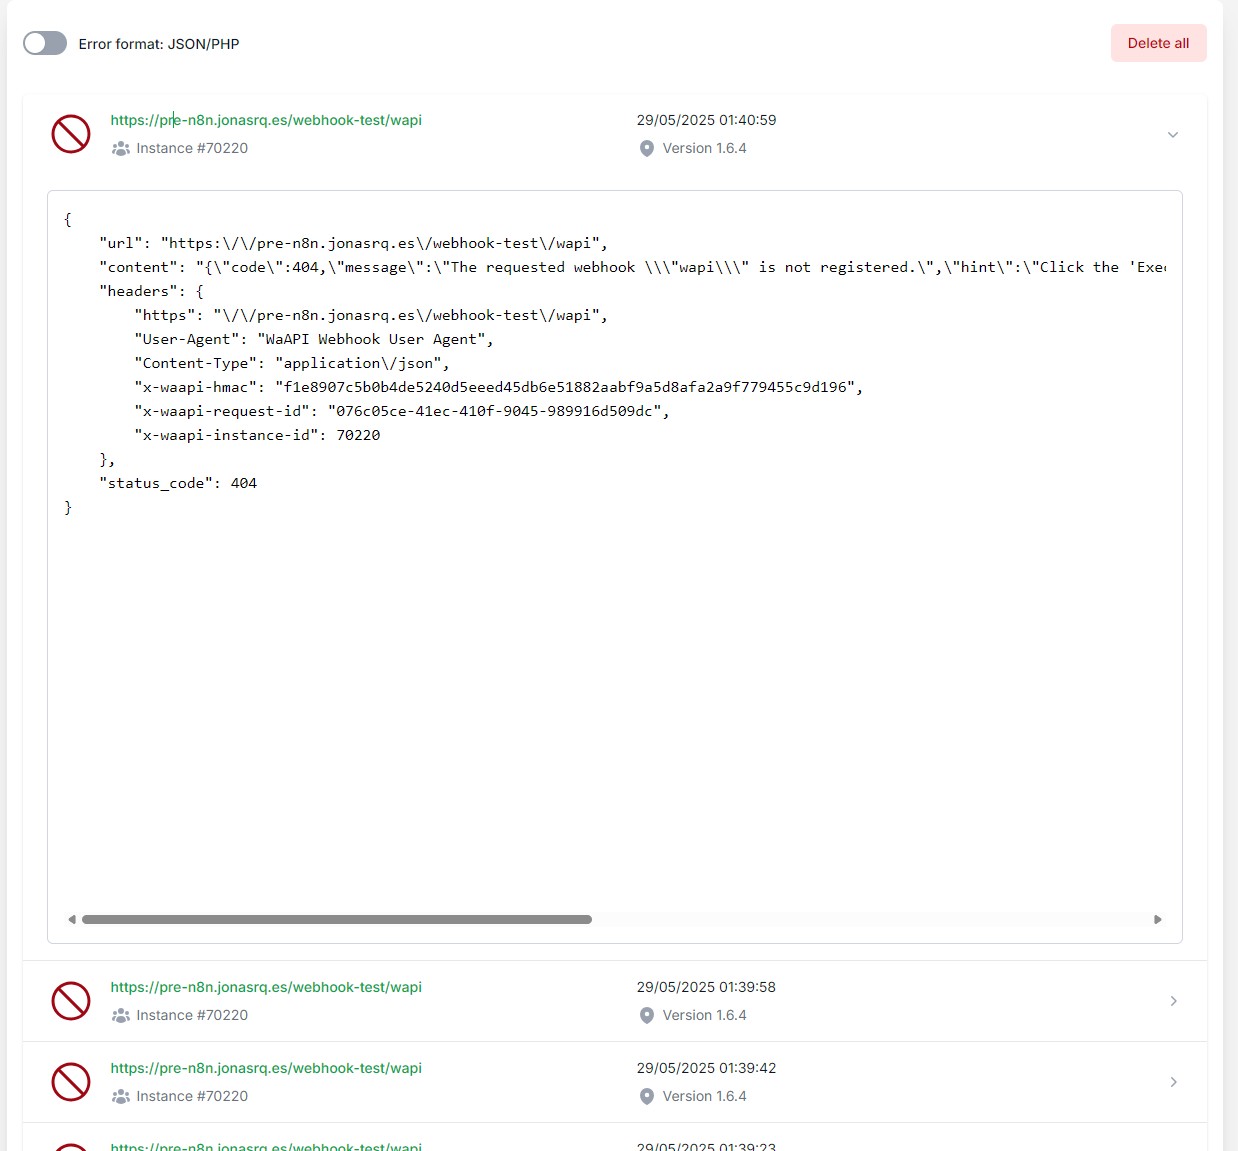 Error format: JSON/PHP
Delete all
https://pre-n8n.jonasrq.es/webhook-test/wapi
29/05/2025 01:40:59
Instance #70220
Version 1.6.4
{
    "url": "https:\/\/pre-n8n.jonasrq.es\/webhook-test\/wapi",
    "content": "{\"code\":404,\"message\":\"The requested webhook \\\"wapi\\\" is not registered.\",\"hint\":\"Click the 'Exec
    "headers": {
        "https": "\/\/pre-n8n.jonasrq.es\/webhook-test\/wapi",
        "User-Agent": "WaAPI Webhook User Agent",
        "Content-Type": "application\/json",
        "x-waapi-hmac": "f1e8907c5b0b4de5240d5eeed45db6e51882aabf9a5d8afa2a9f779455c9d196",
        "x-waapi-request-id": "076c05ce-41ec-410f-9045-989916d509dc",
        "x-waapi-instance-id": 70220
    },
    "status_code": 404
}
https://pre-n8n.jonasrq.es/webhook-test/wapi
29/05/2025 01:39:58
Instance #70220
Version 1.6.4
https://pre-n8n.jonasrq.es/webhook-test/wapi
29/05/2025 01:39:42
Instance #70220
Version 1.6.4
https://pre-n8n.jonasrq.es/webhook-test/wapi
29/05/2025 01:39:23